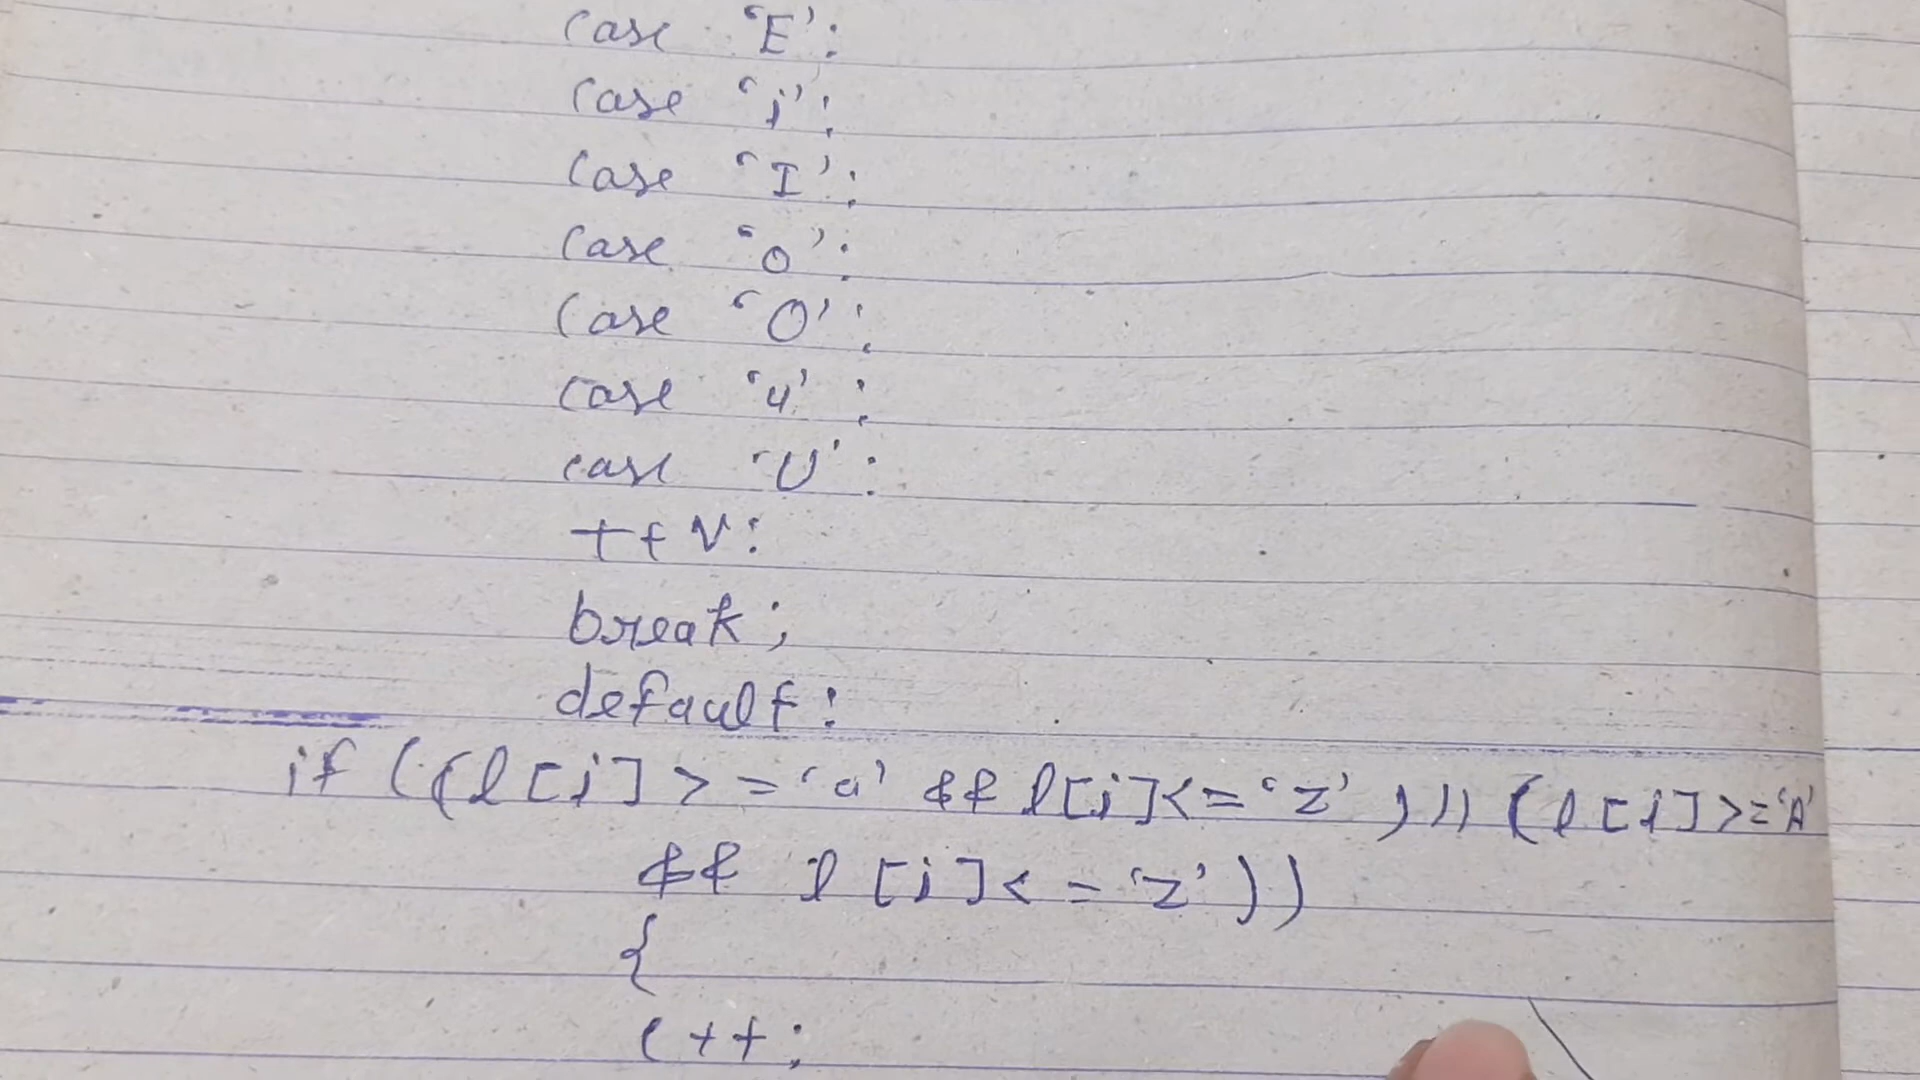 case 'E':
case 'i':
case 'I':
case 'o':
case 'O':
case 'u':
case 'U':
++V:
break;
default:
if ((l[i]>='a' && l[i]<='z')||(l[i]>='A'
&& l[i]<='Z'))
{
c++;